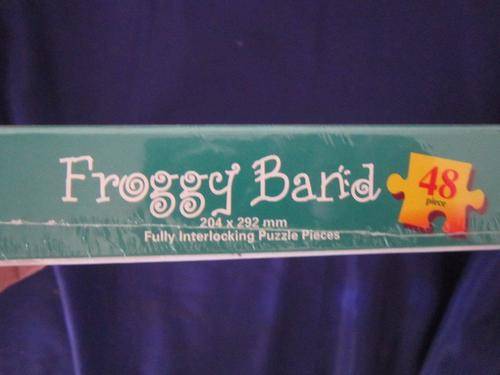 Froggy Band
48
piece
204 x 292 mm
Fully Interlocking Puzzle Pieces